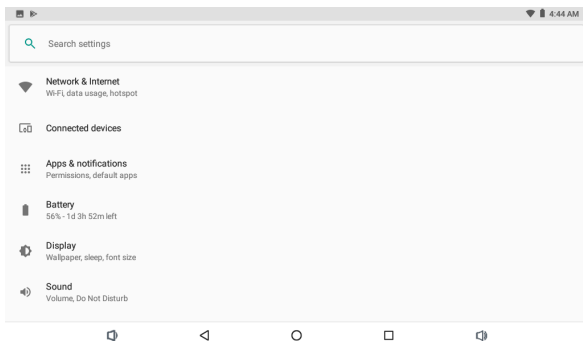 4:44 AM
Search settings
Network & Internet
Wi-Fi, data usage, hotspot
Connected devices
Apps & notifications
Permissions, default apps
Battery
56% - 1d 3h 52m left
Display
Wallpaper, sleep, font size
Sound
Volume, Do Not Disturb